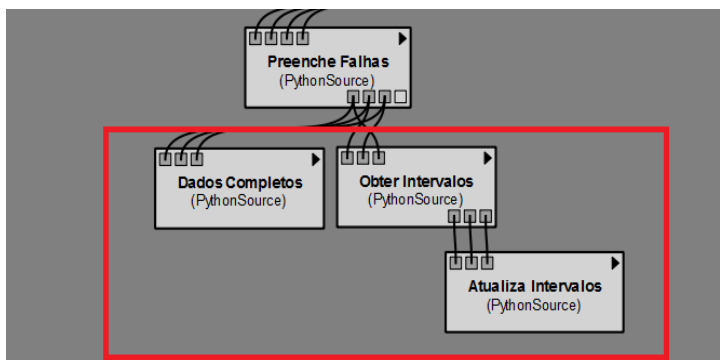 Preenche Falhas
(PythonSource)
Dados Completos
(PythonSource)
Obter Intervalos
(PythonSource)
Atualiza Intervalos
(PythonSource)